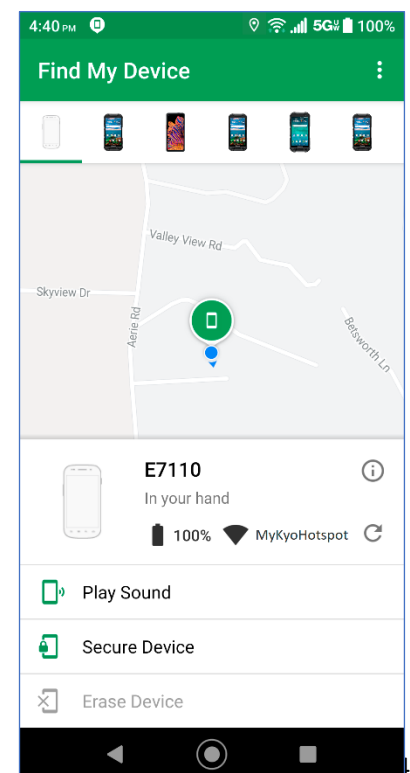 4:40 PM 5GW 100%
Find My Device
Valley View Rd
Skyview Dr
Aerie Rd
Betsworth Ln
E7110
In your hand
100% MyKyoHotspot
Play Sound
Secure Device
Erase Device